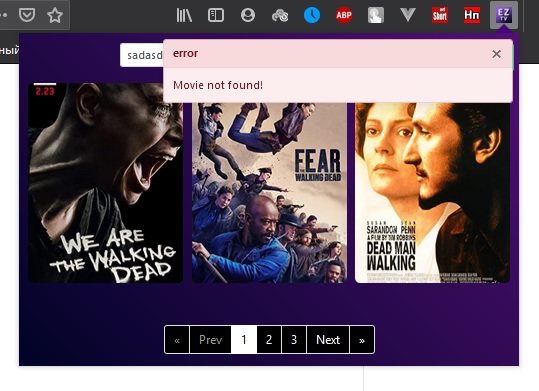 ABP
Short
Hn
EZ
TV
ный
sadasd
error
×
Movie not found!
2.23
WE ARE
THE WALKING
DEAD
FEAR
THE WALKING DEAD
SUSAN SEAN
SARANDON PENN
A FILM BY TIM ROBBINS
DEAD MAN
WALKING
«
Prev
1
2
3
Next
»